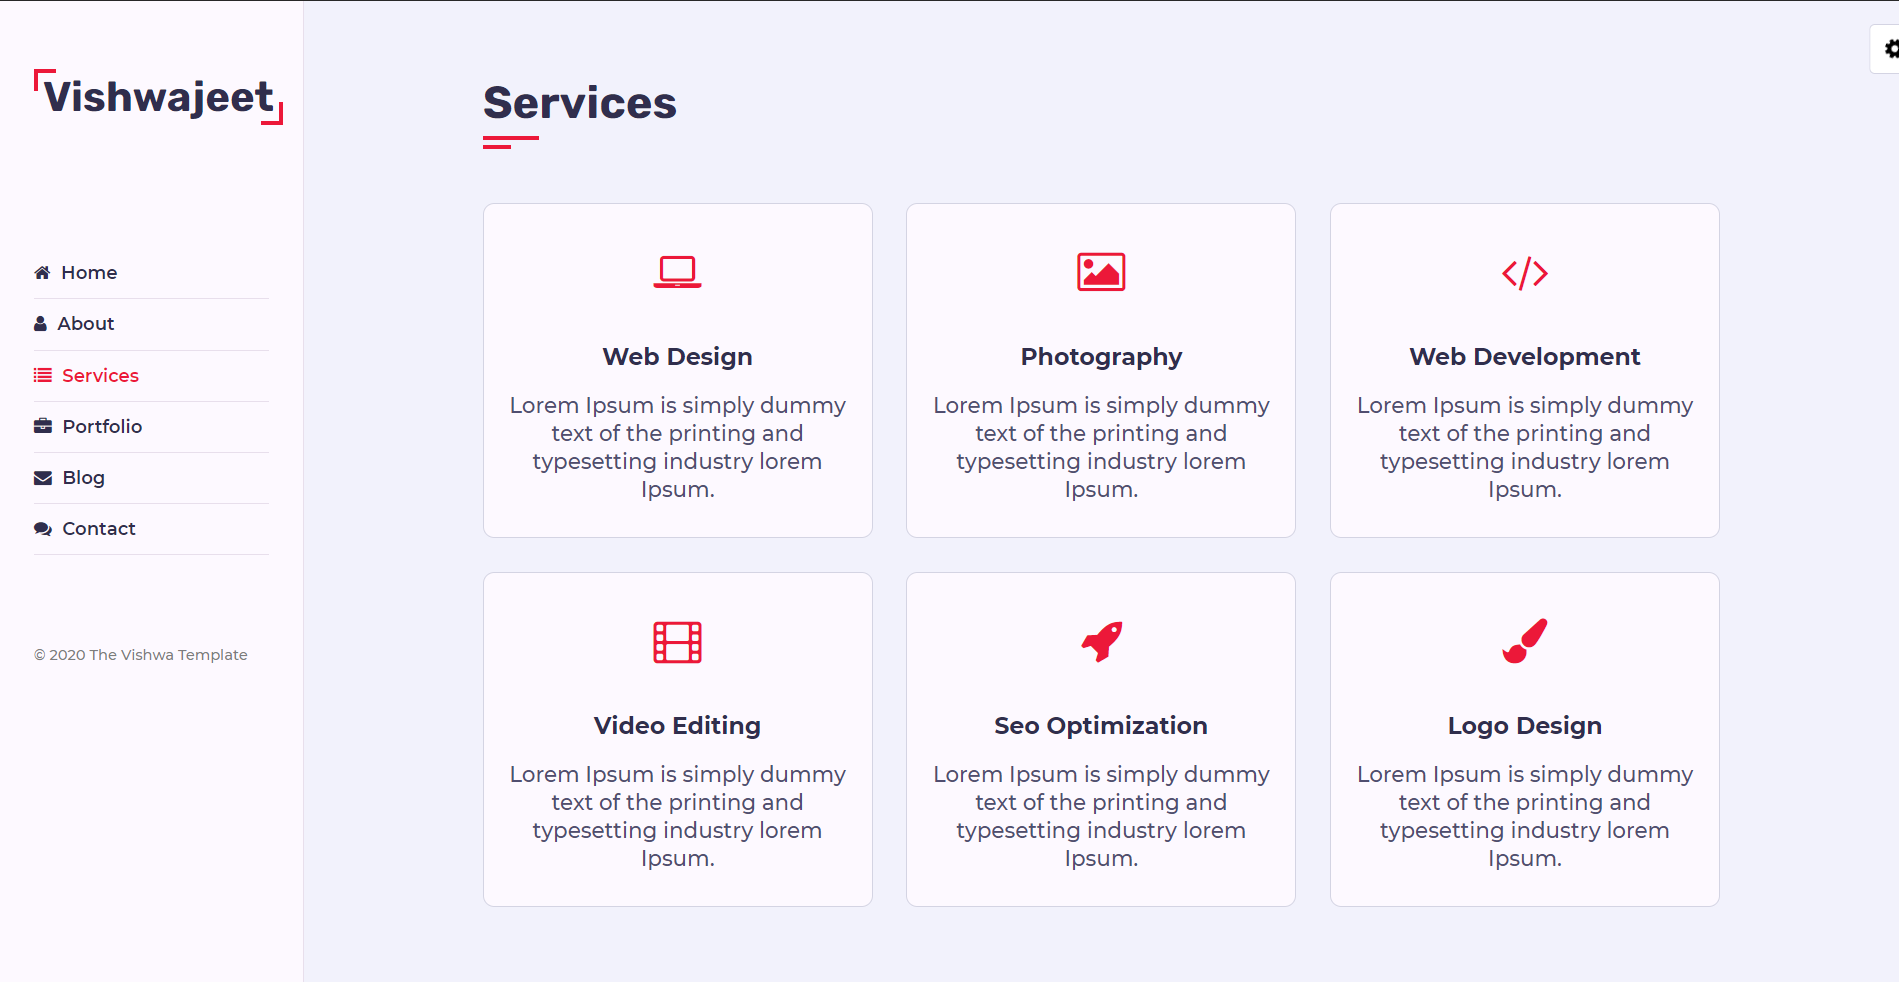 Vishwajeet
Home
About
Services
Portfolio
Blog
Contact
© 2020 The Vishwa Template
Services
Web Design
Lorem Ipsum is simply dummy
text of the printing and
typesetting industry lorem
Ipsum.
Photography
Lorem Ipsum is simply dummy
text of the printing and
typesetting industry lorem
Ipsum.
Web Development
Lorem Ipsum is simply dummy
text of the printing and
typesetting industry lorem
Ipsum.
Video Editing
Lorem Ipsum is simply dummy
text of the printing and
typesetting industry lorem
Ipsum.
Seo Optimization
Lorem Ipsum is simply dummy
text of the printing and
typesetting industry lorem
Ipsum.
Logo Design
Lorem Ipsum is simply dummy
text of the printing and
typesetting industry lorem
Ipsum.